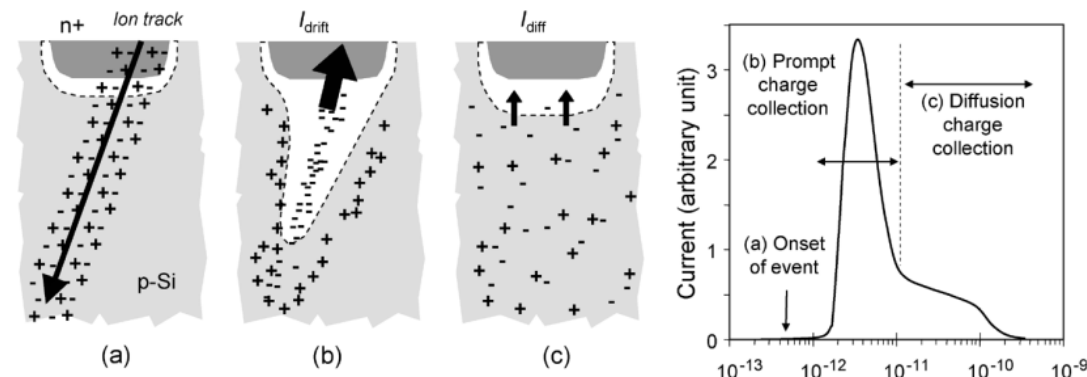 n+
Ion track
p-Si
(a)
I_drift
(b)
I_diff
(c)
Current (arbitrary unit)
3
2
1
0
(b) Prompt
charge
collection
(c) Diffusion
charge
collection
(a) Onset
of event
10^-13 10^-12 10^-11 10^-10 10^-9